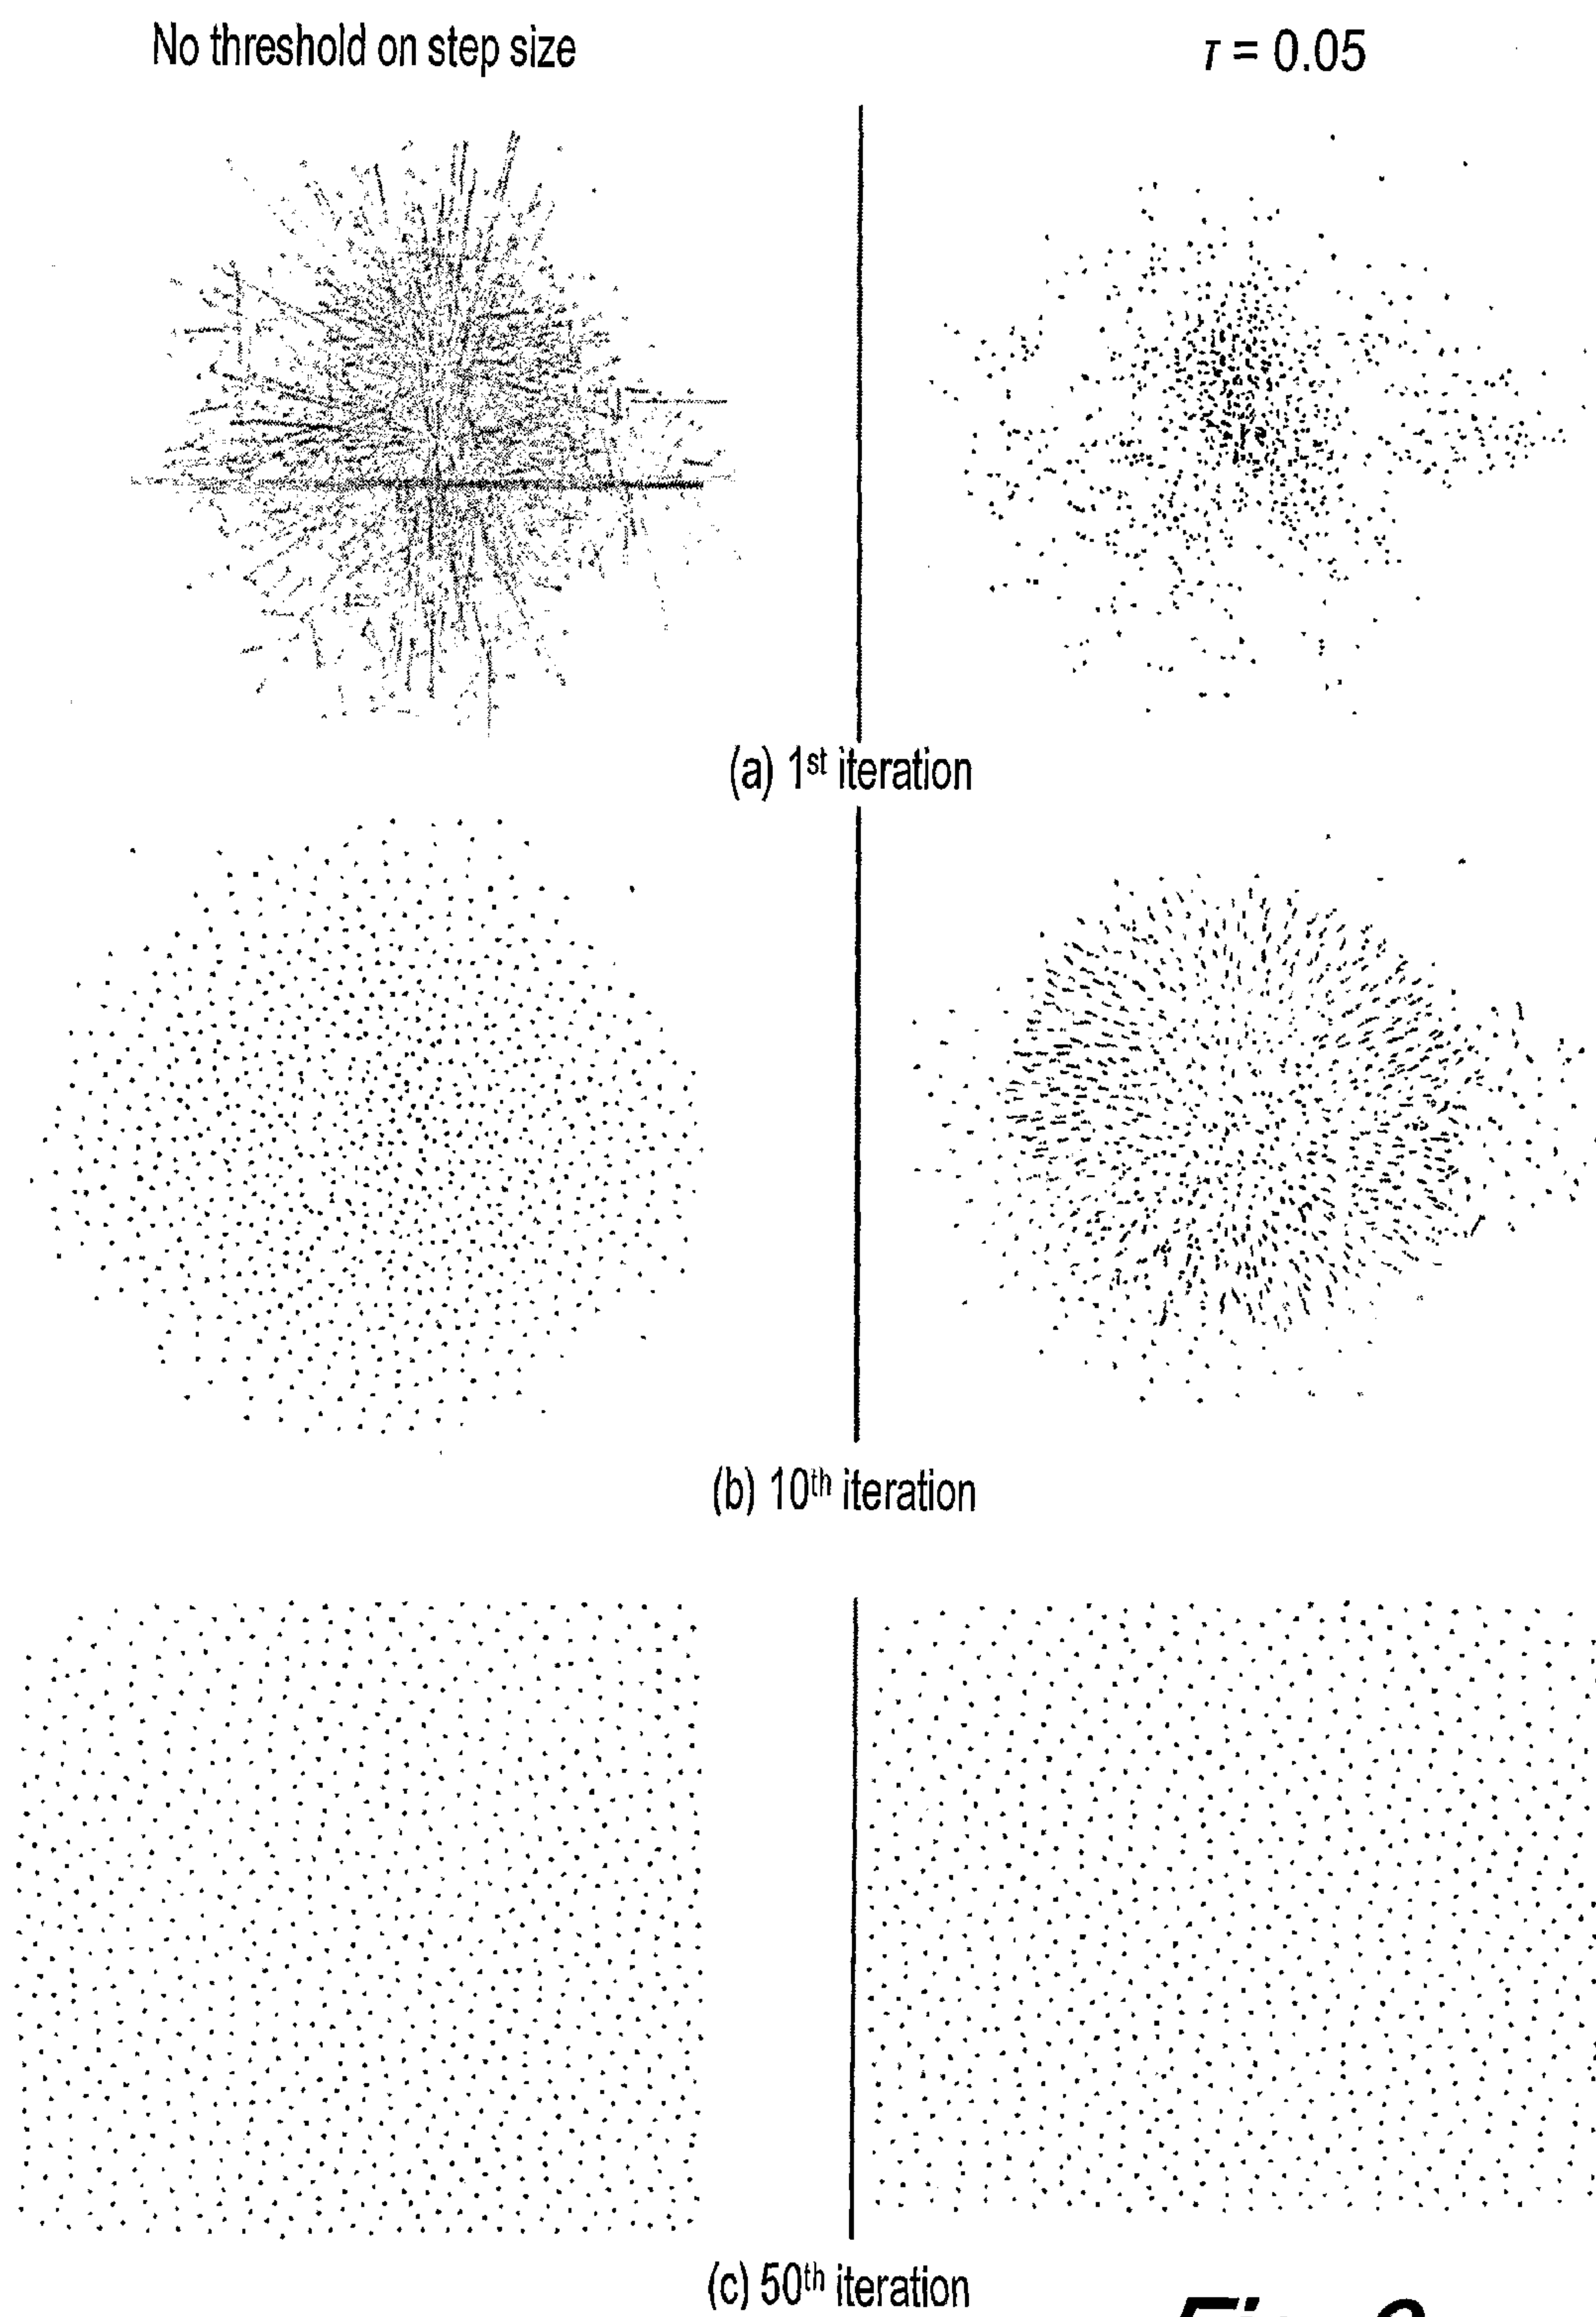 No threshold on step size
τ = 0.05
(a) 1st iteration
(b) 10th iteration
(c) 50th iteration